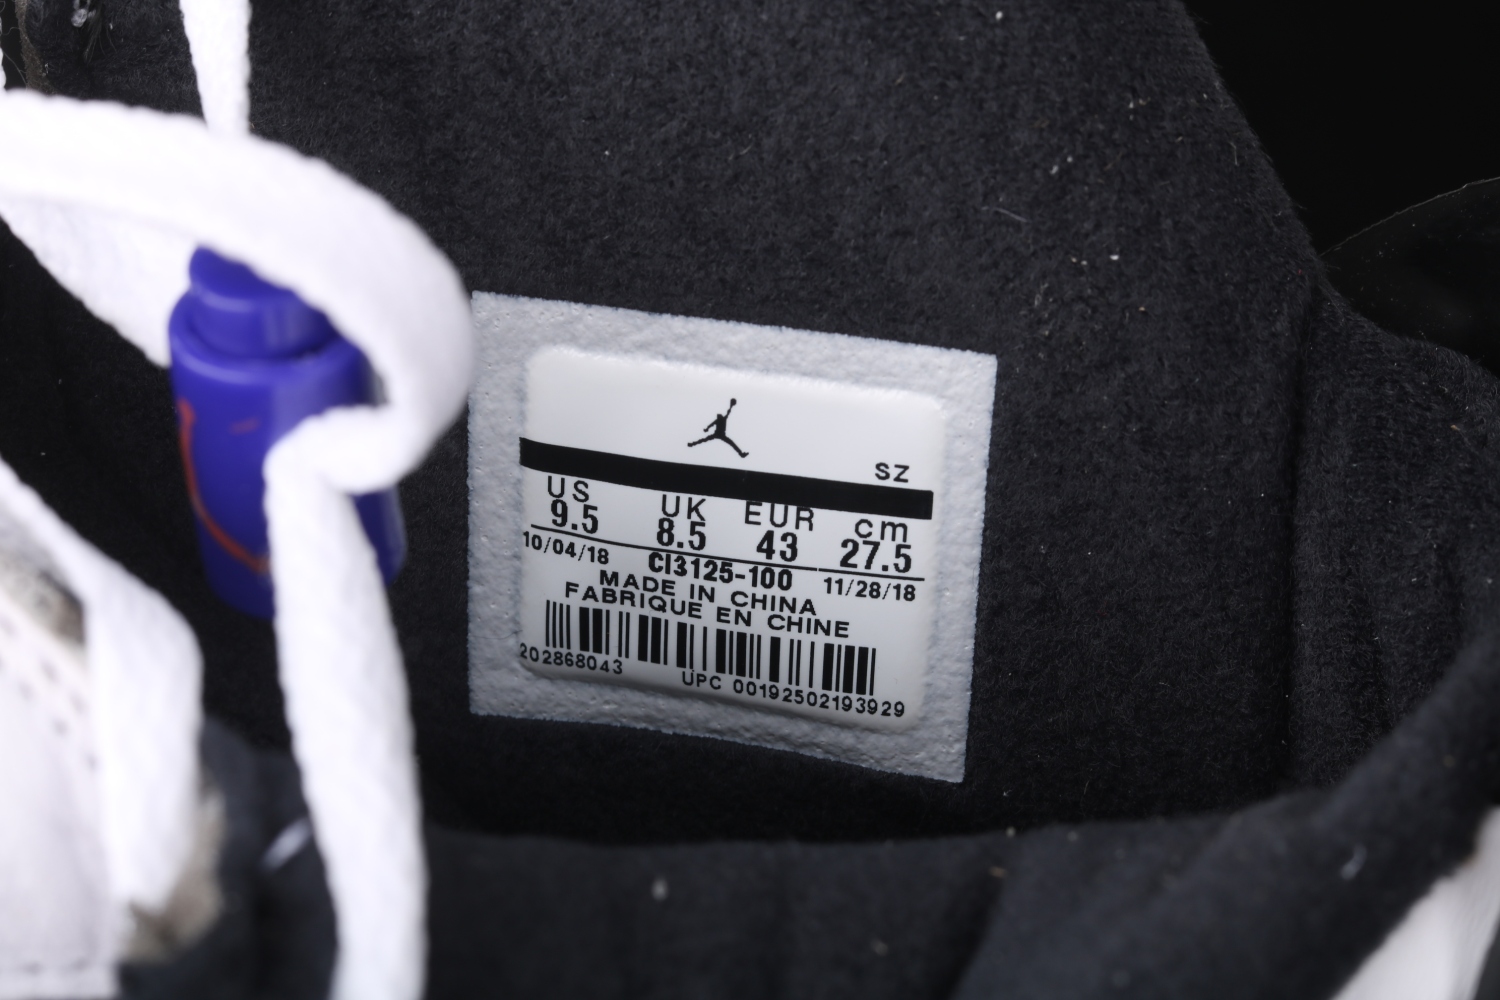 SZ
US UK EUR cm
9.5 8.5 43 27.5
10/04/18 CI3125-100 11/28/18
MADE IN CHINA
FABRIQUE EN CHINE
202868043 UPC 00192502193929